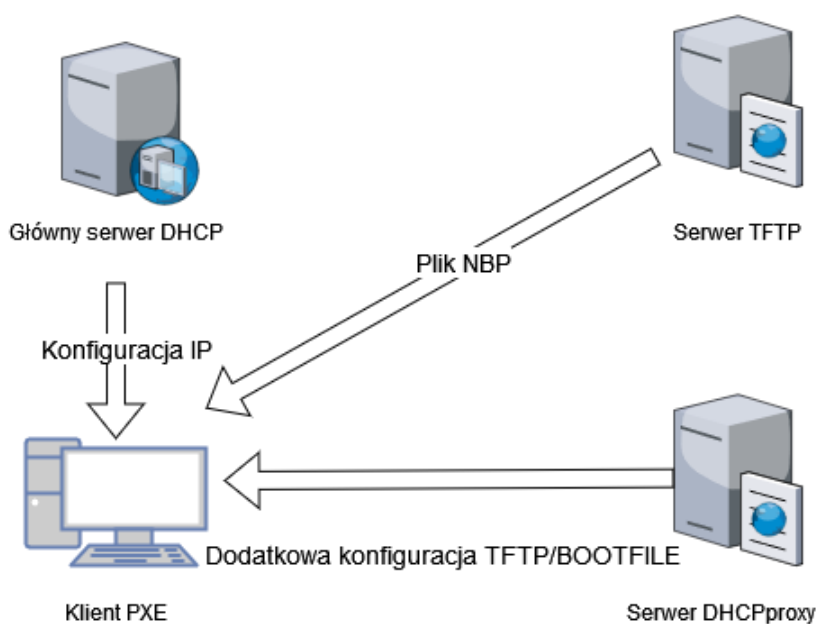 Główny serwer DHCP
Serwer TFTP
Plik NBP
Konfiguracja IP
Dodatkowa konfiguracja TFTP/BOOTFILE
Klient PXE
Serwer DHCPproxy